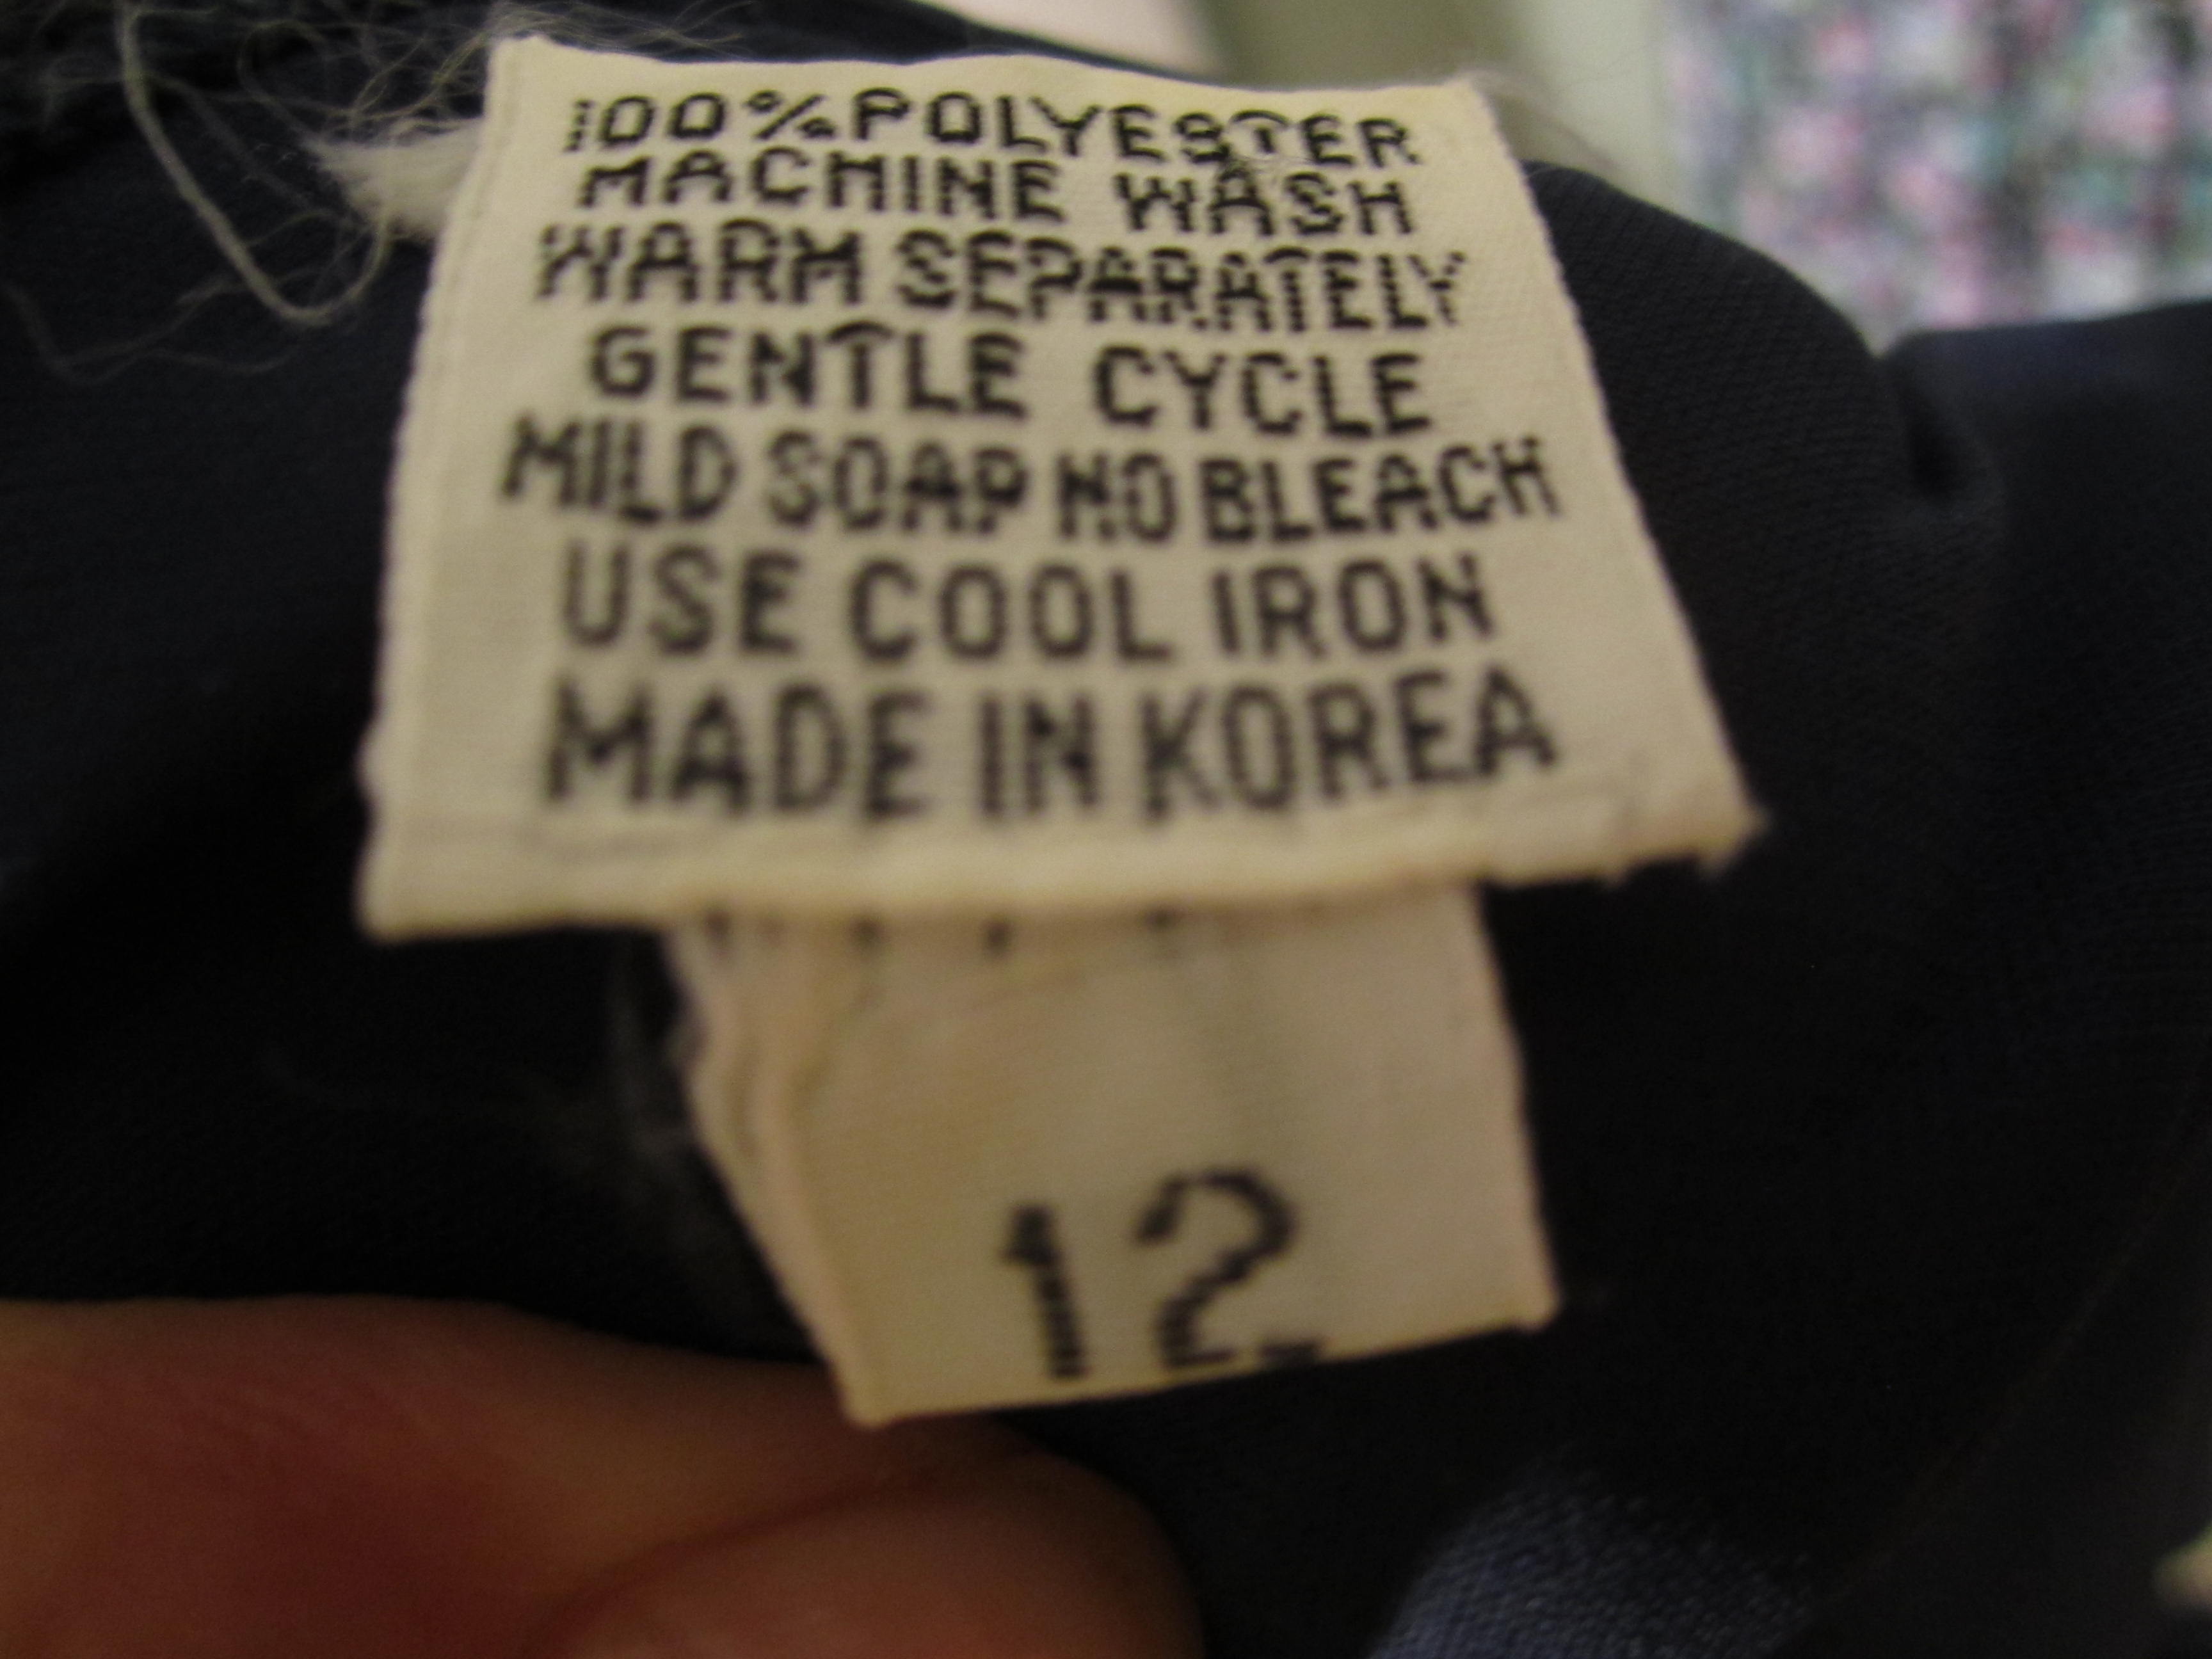 100% POLYESTER
MACHINE WASH
WARM SEPARATELY
GENTLE CYCLE
MILD SOAP NO BLEACH
USE COOL IRON
MADE IN KOREA
12